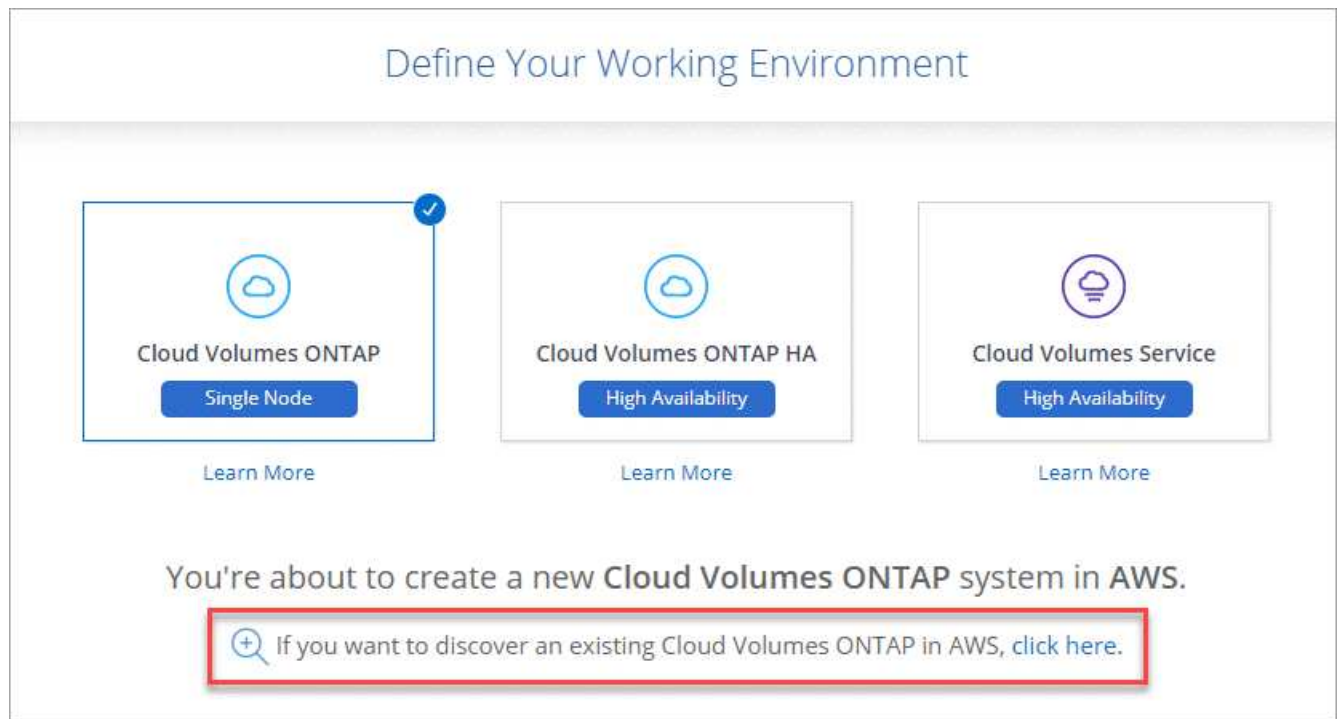 Define Your Working Environment
Cloud Volumes ONTAP
Single Node
Learn More
Cloud Volumes ONTAP HA
High Availability
Learn More
Cloud Volumes Service
High Availability
Learn More
You're about to create a new Cloud Volumes ONTAP system in AWS.
If you want to discover an existing Cloud Volumes ONTAP in AWS, click here.